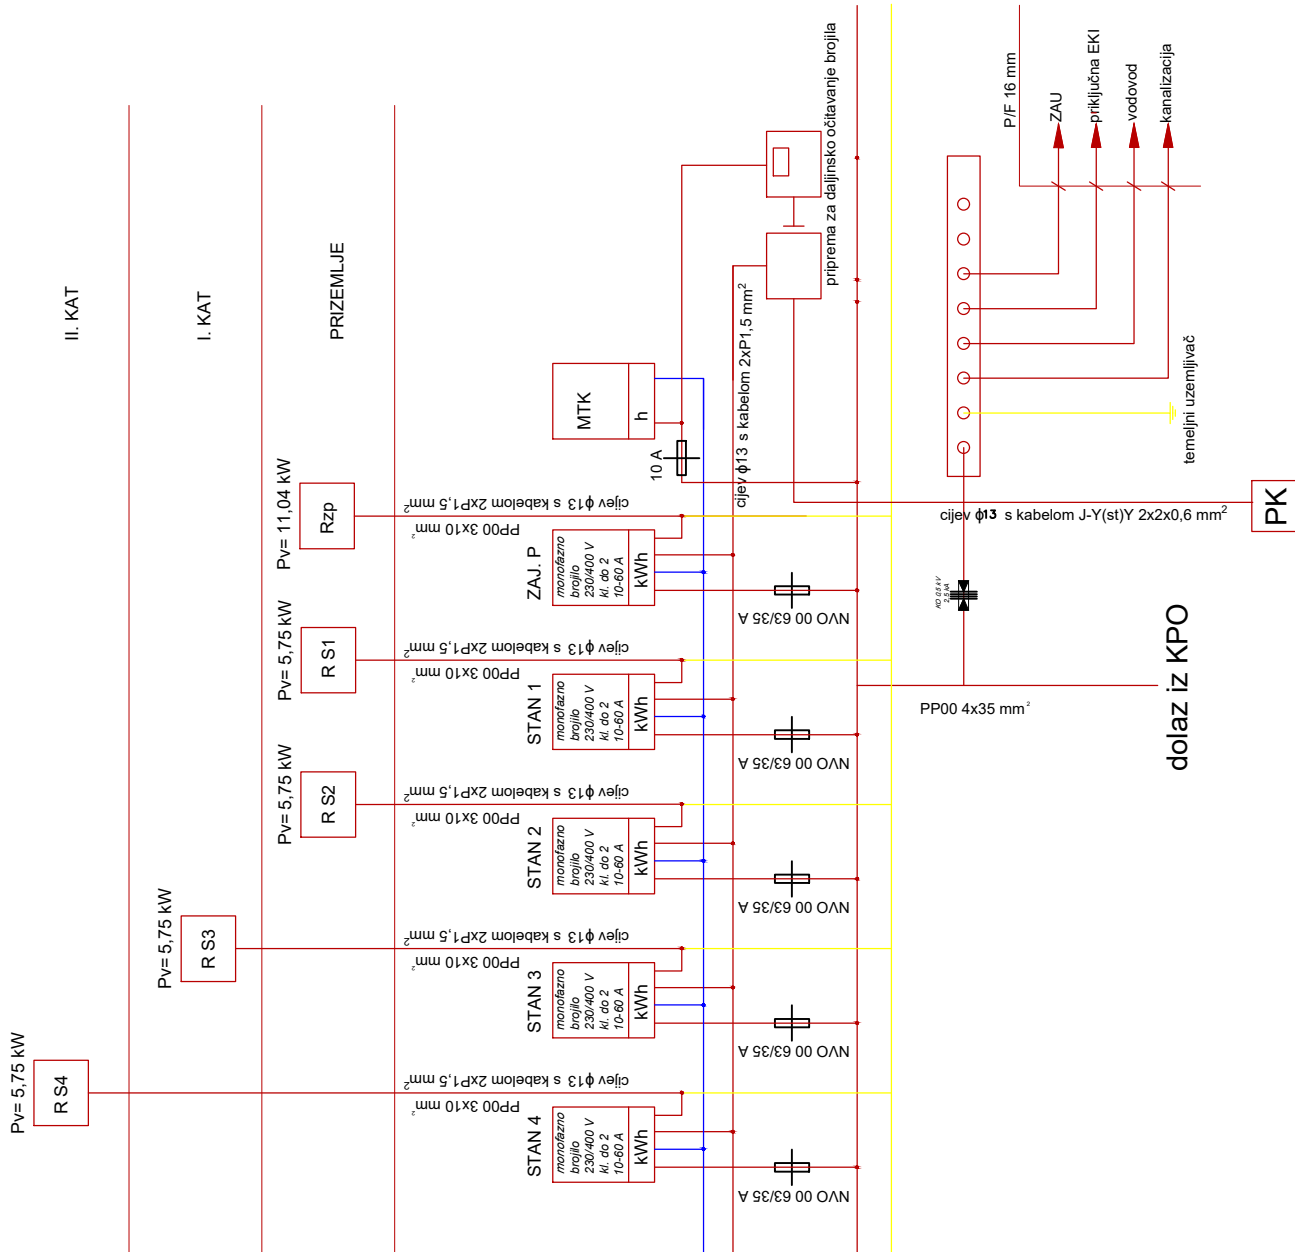 II. KAT
I. KAT
PRIZEMLJE
Pv= 11,04 kW
Rzp
Pv= 5,75 kW
R S1
Pv= 5,75 kW
R S2
Pv= 5,75 kW
R S3
Pv= 5,75 kW
R S4
cijev ϕ13 s kabelom 2xP1,5 mm²
PP00 3x10 mm²
cijev ϕ13 s kabelom 2xP1,5 mm²
PP00 3x10 mm²
cijev ϕ13 s kabelom 2xP1,5 mm²
PP00 3x10 mm²
cijev ϕ13 s kabelom 2xP1,5 mm²
PP00 3x10 mm²
cijev ϕ13 s kabelom 2xP1,5 mm²
PP00 3x10 mm²
MTK
h
10 A
ZAJ. P
monofazno
brojilo
230/400 V
kl. do 2
10-60 A
kWh
STAN 1
monofazno
brojilo
230/400 V
kl. do 2
10-60 A
kWh
STAN 2
monofazno
brojilo
230/400 V
kl. do 2
10-60 A
kWh
STAN 3
monofazno
brojilo
230/400 V
kl. do 2
10-60 A
kWh
STAN 4
monofazno
brojilo
230/400 V
kl. do 2
10-60 A
kWh
NVO 00 63/35 A
NVO 00 63/35 A
NVO 00 63/35 A
NVO 00 63/35 A
NVO 00 63/35 A
cijev ϕ13 s kabelom 2xP1,5 mm²
priprema za daljinsko očitavanje brojila
P/F 16 mm
ZAU
priključna EKI
vodovod
kanalizacija
temeljni uzemljivač
cijev ϕ13 s kabelom J-Y(st)Y 2x2x0,6 mm²
PK
KO 0,5 kV
2,5 kA
PP00 4x35 mm²
dolaz iz KPO